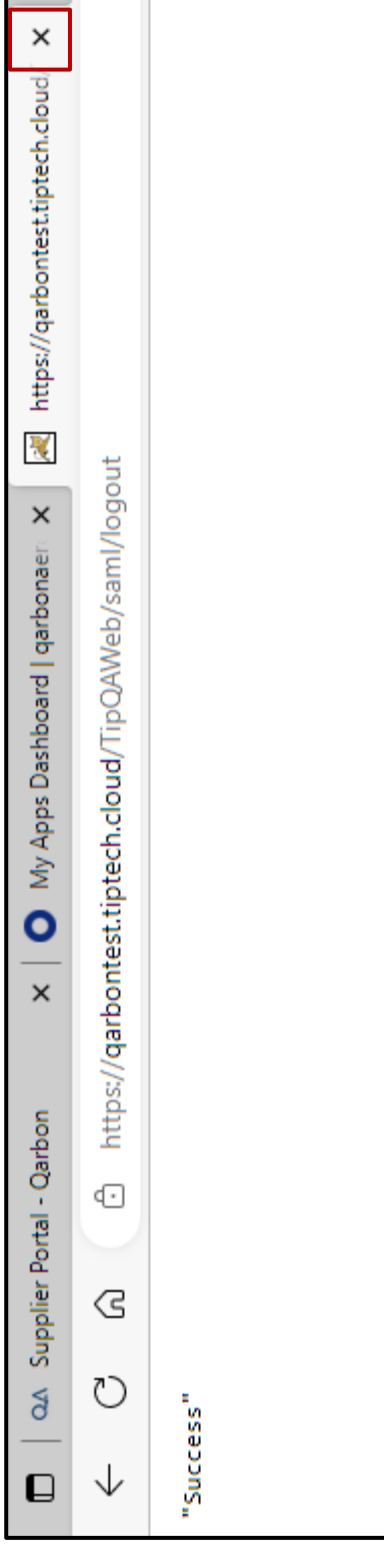 QA Supplier Portal - Qarbon
My Apps Dashboard | qarbonaer
https://qarbontest.tiptech.cloud/
https://qarbontest.tiptech.cloud/TipQAWeb/saml/logout
"Success"